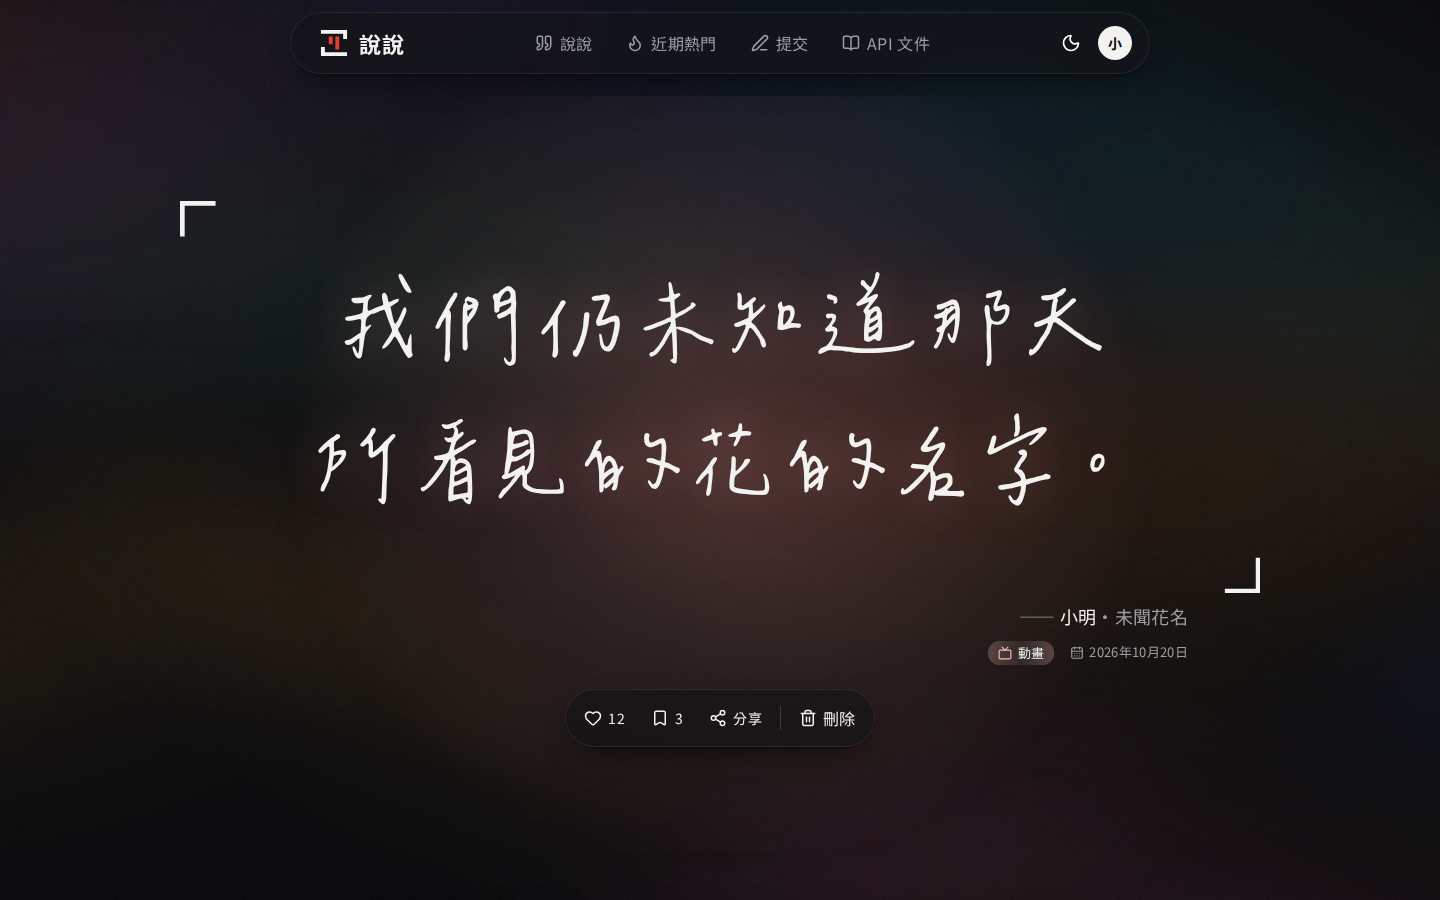 說說
說說
近期熱門
提交
API 文件
小
我們仍未知道那天
所看見的花的名字。
—— 小明・未聞花名
動畫
2026年10月20日
12
3
分享
刪除